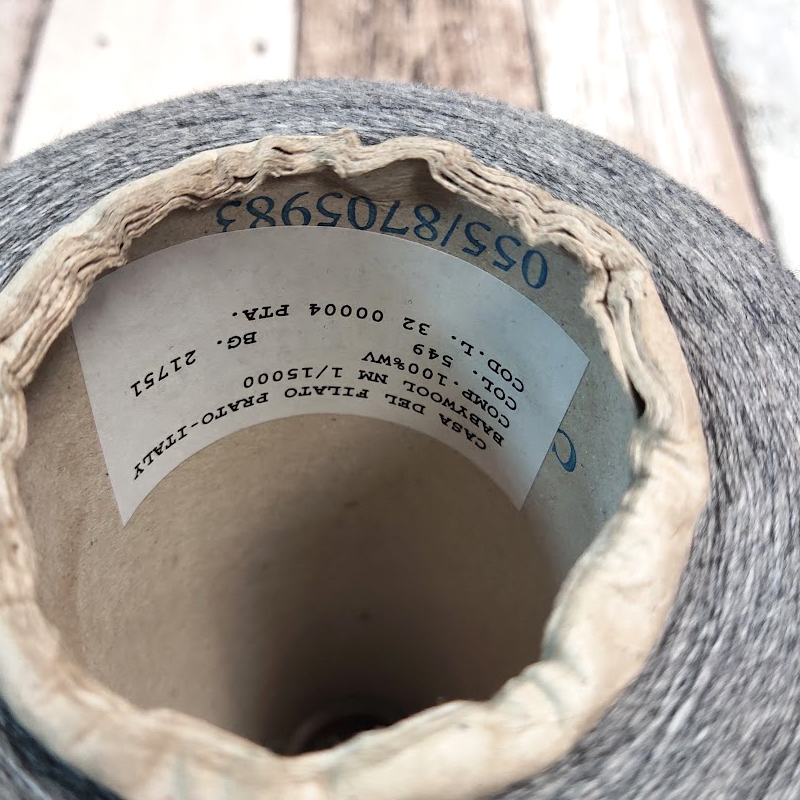 CASA DEL FILATO PRATO-ITALY
BABYWOOL NM 1/15000
COMP.100%WV
COL. 549 BG. 21751
COD.L. 32 00004 PTA.
055/8705983